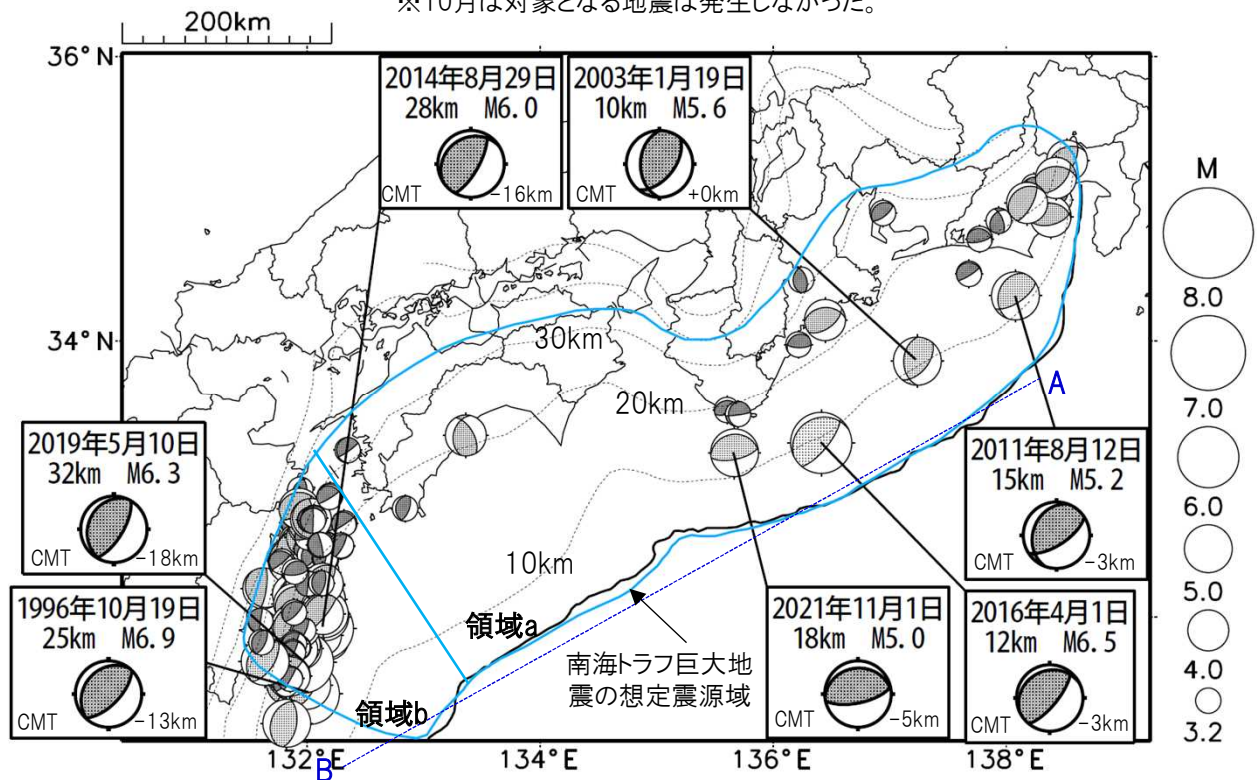 ※10月は対象となる地震は発生しなかった。
200km
36°N
34°N
2014年8月29日
28km M6.0
CMT
-16km
2003年1月19日
10km M5.6
CMT
+0km
M
8.0
7.0
6.0
5.0
4.0
3.2
30km
20km
10km
A
2019年5月10日
32km M6.3
CMT
-18km
2011年8月12日
15km M5.2
CMT
-3km
1996年10月19日
25km M6.9
CMT
-13km
2021年11月1日
18km M5.0
CMT
-5km
2016年4月1日
12km M6.5
CMT
-3km
領域a
南海トラフ巨大地
震の想定震源域
領域b
132°E
B
134°E
136°E
138°E